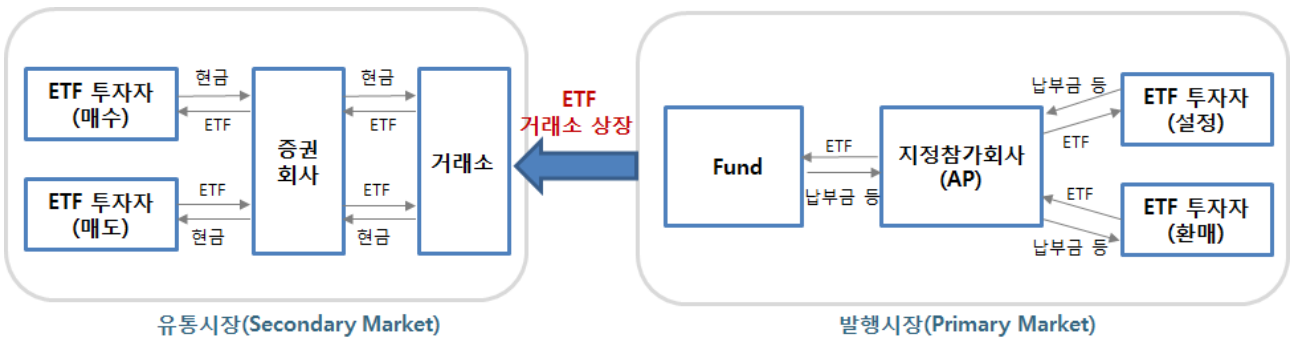 ETF 투자자
(매수)
현금
ETF
ETF 투자자
(매도)
ETF
현금
증권
회사
현금
ETF
ETF
현금
거래소
ETF
거래소 상장
Fund
ETF
납부금 등
지정참가회사
(AP)
납부금 등
ETF
ETF 투자자
(설정)
ETF
납부금 등
ETF 투자자
(환매)
유통시장(Secondary Market)
발행시장(Primary Market)